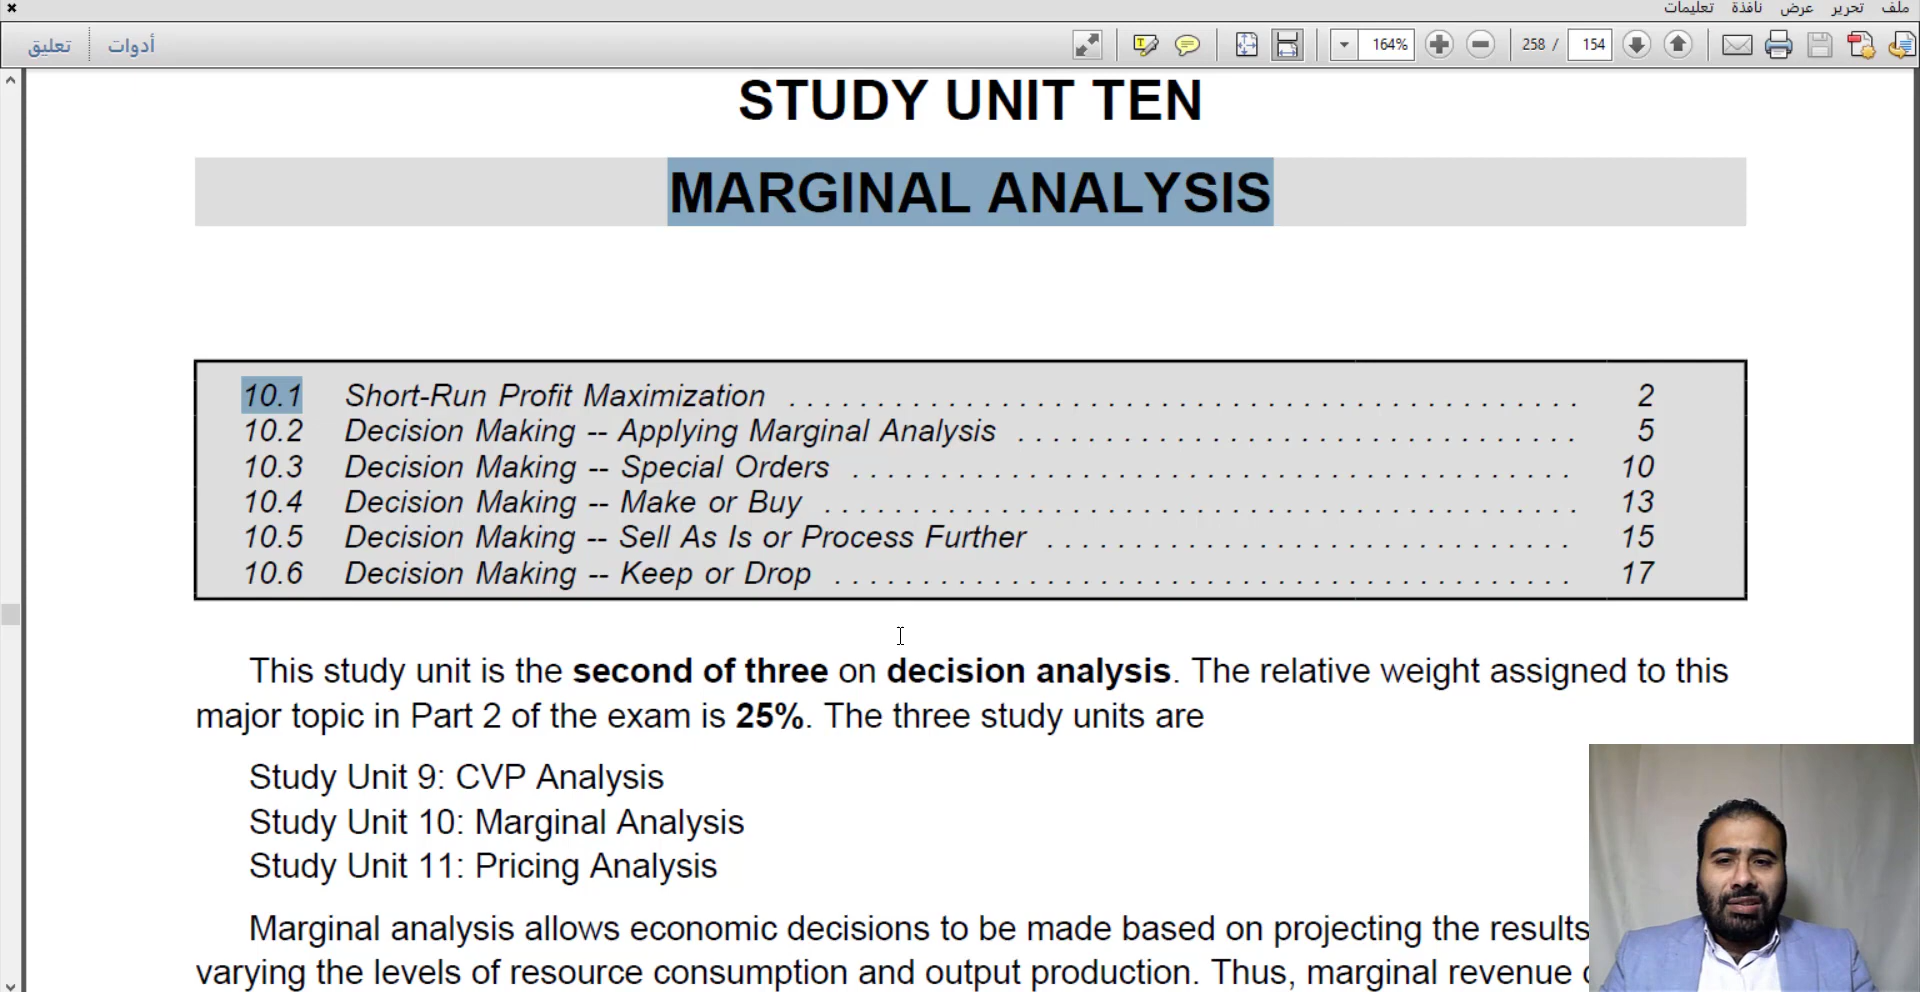 ملف تحرير عرض نافذة تعليمات
154 / 258 164% أدوات تعليق
STUDY UNIT TEN
MARGINAL ANALYSIS
10.1 Short-Run Profit Maximization . . . . . . . . . . . . . . . . . . . . . . . . . . . . . . . . . . . . . . . . . . . . . 2
10.2 Decision Making -- Applying Marginal Analysis . . . . . . . . . . . . . . . . . . . . . . . . . . . . . . . . 5
10.3 Decision Making -- Special Orders . . . . . . . . . . . . . . . . . . . . . . . . . . . . . . . . . . . . . . . . . 10
10.4 Decision Making -- Make or Buy . . . . . . . . . . . . . . . . . . . . . . . . . . . . . . . . . . . . . . . . . . . 13
10.5 Decision Making -- Sell As Is or Process Further . . . . . . . . . . . . . . . . . . . . . . . . . . . . . . 15
10.6 Decision Making -- Keep or Drop . . . . . . . . . . . . . . . . . . . . . . . . . . . . . . . . . . . . . . . . . . 17
This study unit is the second of three on decision analysis. The relative weight assigned to this
major topic in Part 2 of the exam is 25%. The three study units are
Study Unit 9: CVP Analysis
Study Unit 10: Marginal Analysis
Study Unit 11: Pricing Analysis
Marginal analysis allows economic decisions to be made based on projecting the results
varying the levels of resource consumption and output production. Thus, marginal revenue